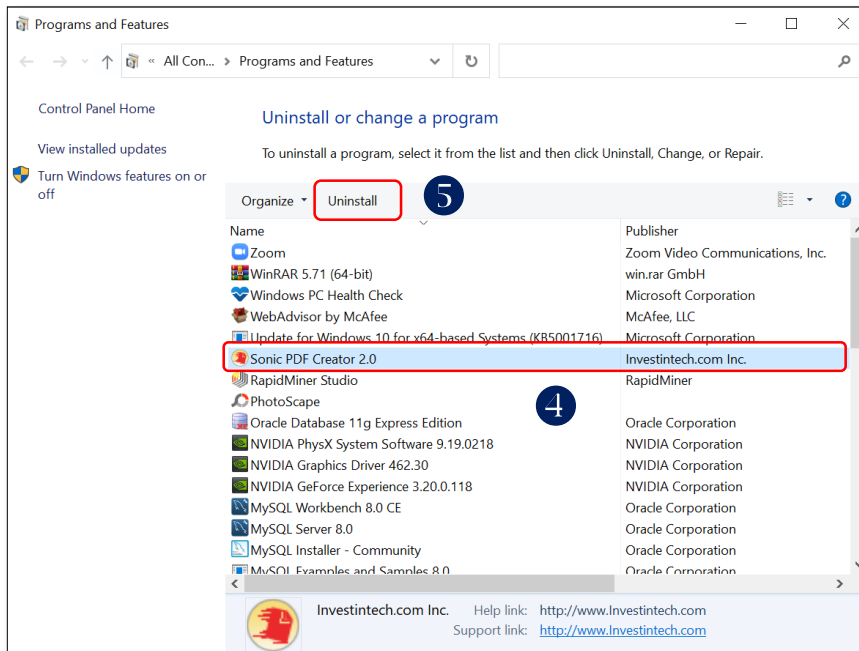 Programs and Features
« All Con... > Programs and Features
Control Panel Home
Uninstall or change a program
View installed updates
To uninstall a program, select it from the list and then click Uninstall, Change, or Repair.
Turn Windows features on or
off
Organize Uninstall 5
Name Publisher
Zoom Zoom Video Communications, Inc.
WinRAR 5.71 (64-bit) win.rar GmbH
Windows PC Health Check Microsoft Corporation
WebAdvisor by McAfee McAfee, LLC
Update for Windows 10 for x64-based Systems (KB5001716) Microsoft Corporation
Sonic PDF Creator 2.0 Investintech.com Inc.
RapidMiner Studio RapidMiner
PhotoScape
4
Oracle Database 11g Express Edition Oracle Corporation
NVIDIA PhysX System Software 9.19.0218 NVIDIA Corporation
NVIDIA Graphics Driver 462.30 NVIDIA Corporation
NVIDIA GeForce Experience 3.20.0.118 NVIDIA Corporation
MySQL Workbench 8.0 CE Oracle Corporation
MySQL Server 8.0 Oracle Corporation
MySQL Installer - Community Oracle Corporation
MySQL Examples and Samples 8.0 Oracle Corporation
Investintech.com Inc. Help link: http://www.Investintech.com
Support link: http://www.Investintech.com